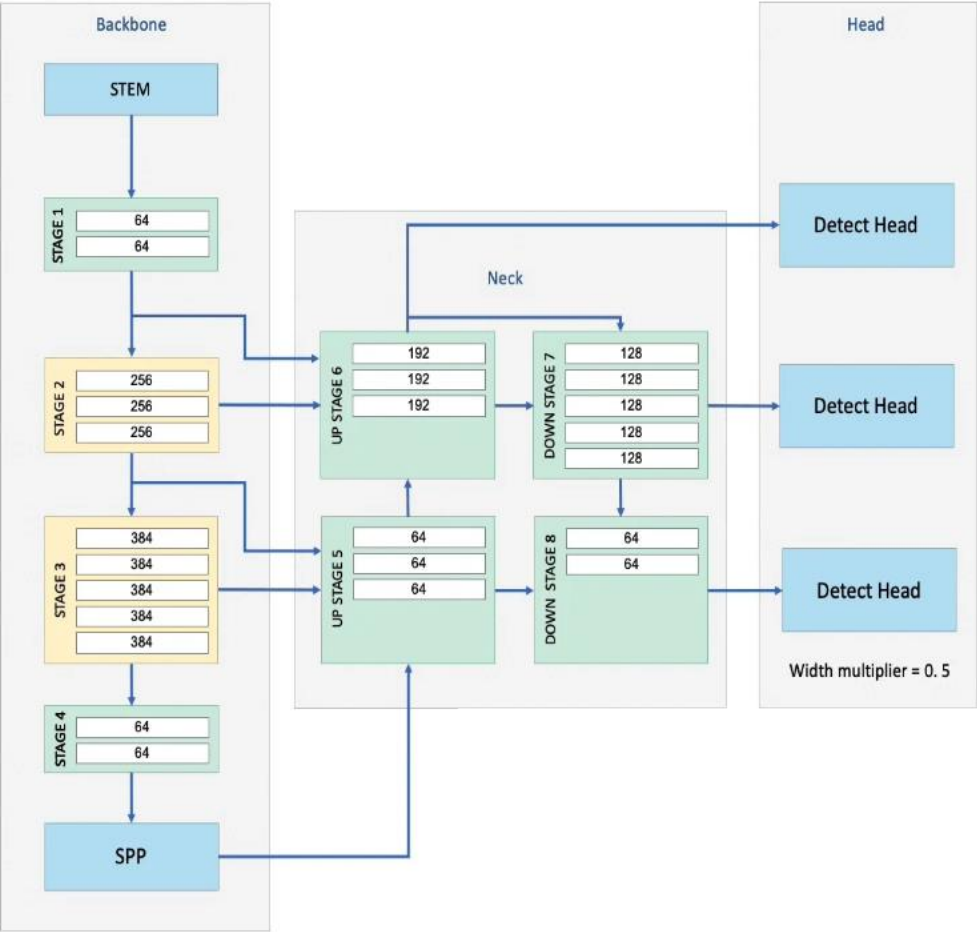 Backbone
STEM
STAGE 1
64
64
STAGE 2
256
256
256
STAGE 3
384
384
384
384
384
STAGE 4
64
64
SPP
Neck
UP STAGE 6
192
192
192
DOWN STAGE 7
128
128
128
128
128
UP STAGE 5
64
64
64
DOWN STAGE 8
64
64
Head
Detect Head
Detect Head
Detect Head
Width multiplier = 0. 5